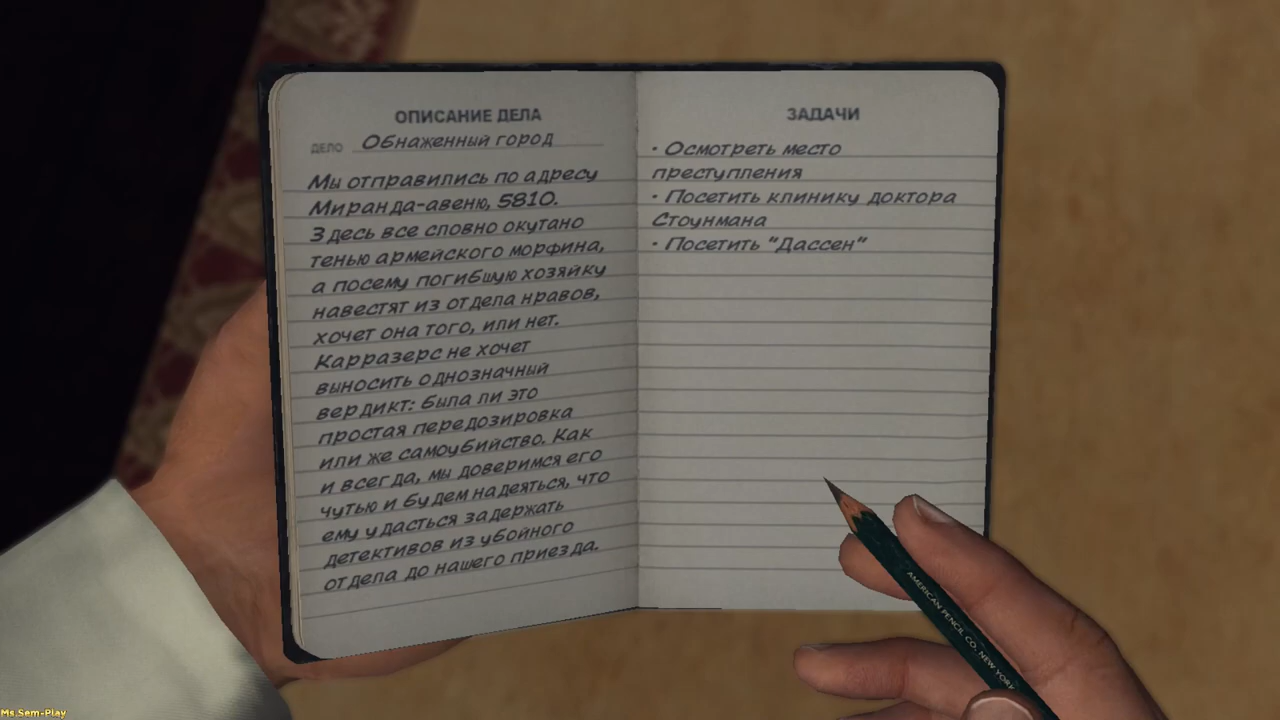 ОПИСАНИЕ ДЕЛА
ДЕЛО Обнаженный город
Мы отправились по адресу
Миранда-авеню, 5810.
Здесь все словно окутано
тенью армейского морфина,
а посему погибшую хозяйку
навестят из отдела нравов,
хочет она того, или нет.
Карразерс не хочет
выносить однозначный
вердикт: была ли это
простая передозировка
или же самоубийство. Как
и всегда, мы доверимся его
чутью и будем надеяться, что
ему удасться задержать
детективов из убойного
отдела до нашего приезда.
ЗАДАЧИ
· Осмотреть место
преступления
· Посетить клинику доктора
Стоунмана
· Посетить "Дассен"
AMERICAN PENCIL CO. NEW YORK
Ms.Sem-Play